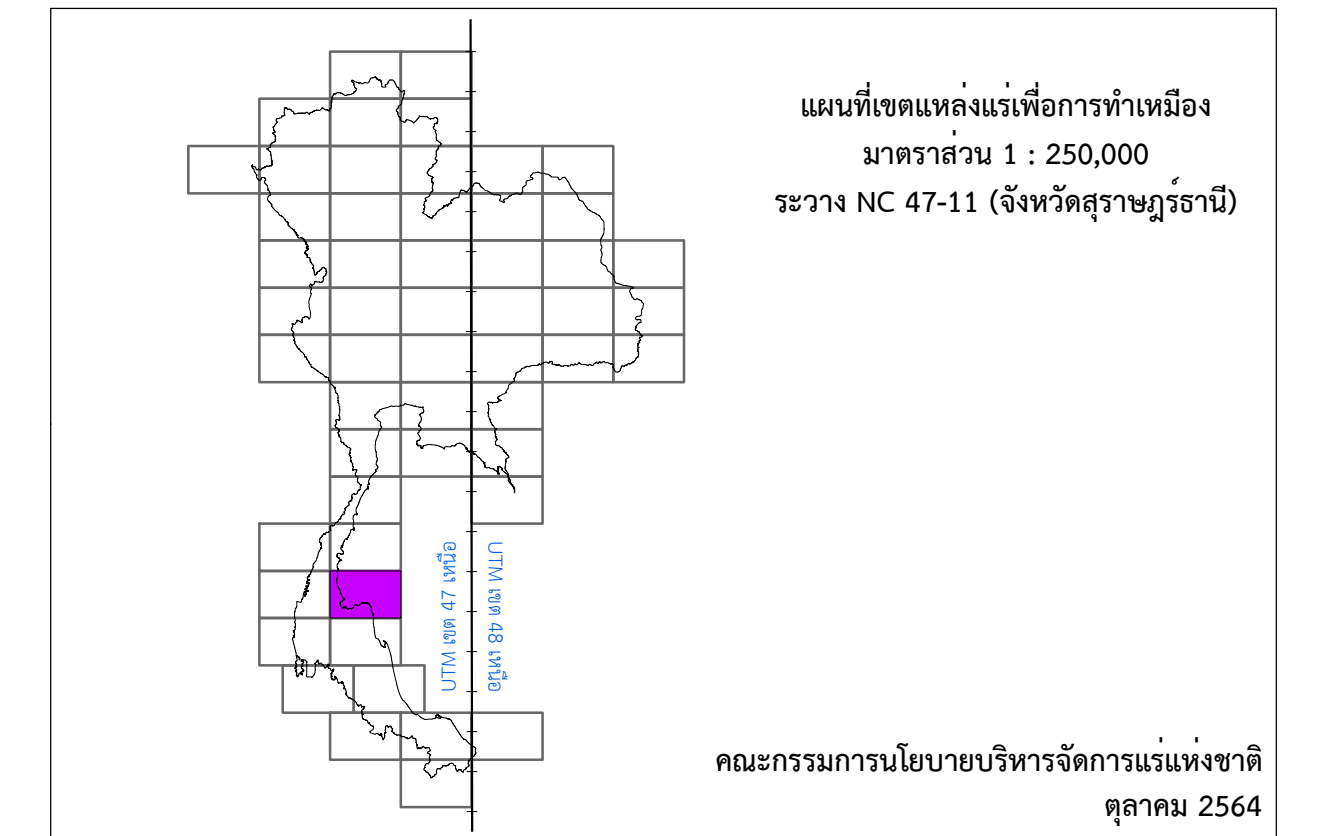 แผนที่เขตแหล่งแร่เพื่อการทำเหมือง
มาตราส่วน 1 : 250,000
ระวาง NC 47-11 (จังหวัดสุราษฎร์ธานี)
UTM เขต 47 เหนือ
UTM เขต 48 เหนือ
คณะกรรมการนโยบายบริหารจัดการแร่แห่งชาติ
ตุลาคม 2564